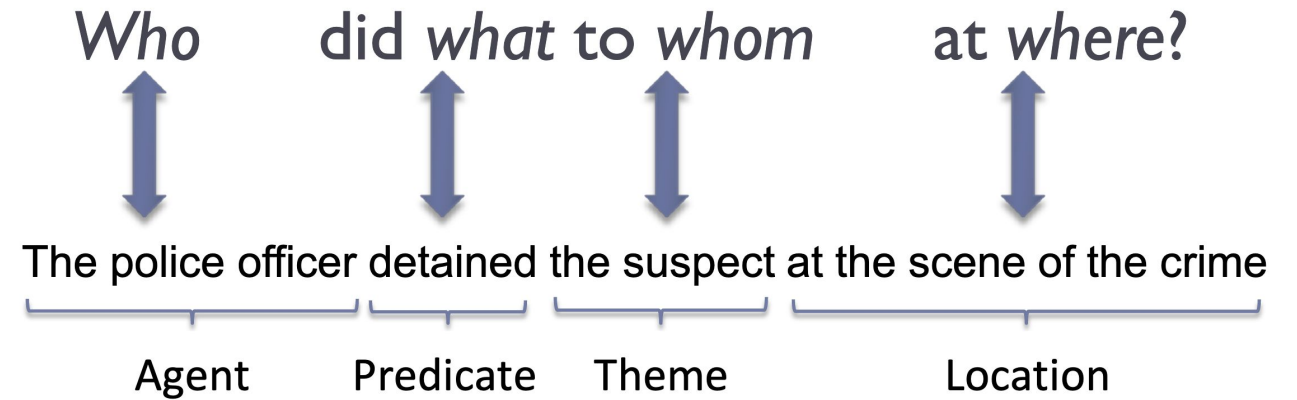 Who did what to whom at where?
The police officer detained the suspect at the scene of the crime
Agent Predicate Theme Location